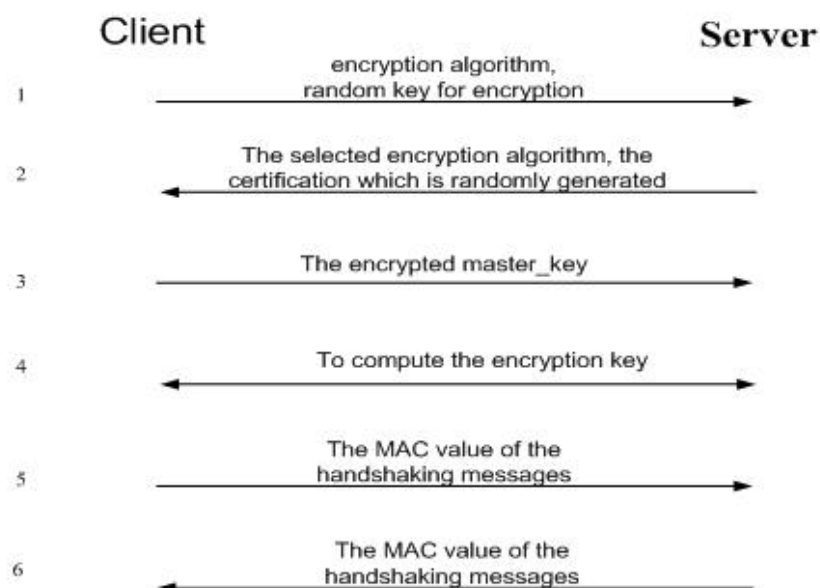 Client
Server
1
encryption algorithm,
random key for encryption
2
The selected encryption algorithm, the
certification which is randomly generated
3
The encrypted master_key
4
To compute the encryption key
5
The MAC value of the
handshaking messages
6
The MAC value of the
handshaking messages